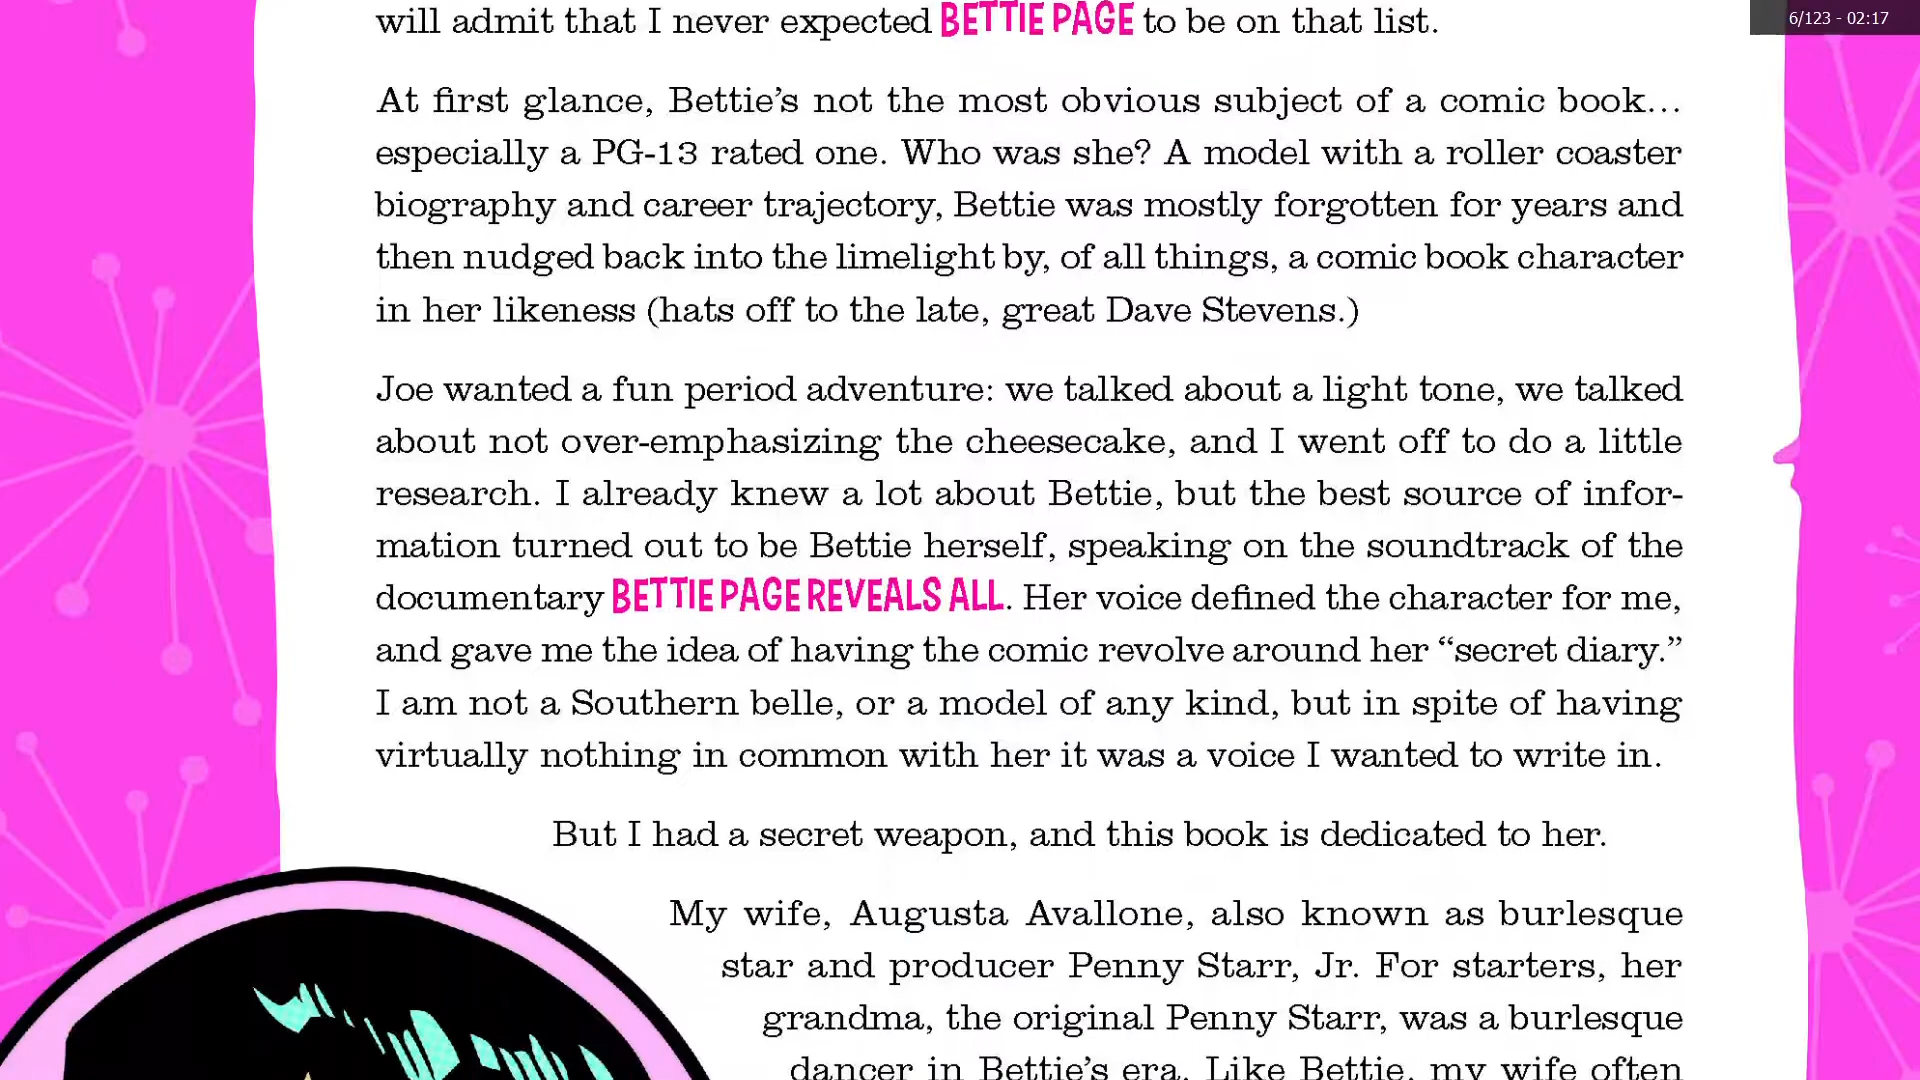 6/123 - 02:17
will admit that I never expected BETTIE PAGE to be on that list.
At first glance, Bettie’s not the most obvious subject of a comic book…
especially a PG-13 rated one. Who was she? A model with a roller coaster
biography and career trajectory, Bettie was mostly forgotten for years and
then nudged back into the limelight by, of all things, a comic book character
in her likeness (hats off to the late, great Dave Stevens.)
Joe wanted a fun period adventure: we talked about a light tone, we talked
about not over-emphasizing the cheesecake, and I went off to do a little
research. I already knew a lot about Bettie, but the best source of infor-
mation turned out to be Bettie herself, speaking on the soundtrack of the
documentary BETTIE PAGE REVEALS ALL. Her voice defined the character for me,
and gave me the idea of having the comic revolve around her “secret diary.”
I am not a Southern belle, or a model of any kind, but in spite of having
virtually nothing in common with her it was a voice I wanted to write in.
But I had a secret weapon, and this book is dedicated to her.
My wife, Augusta Avallone, also known as burlesque
star and producer Penny Starr, Jr. For starters, her
grandma, the original Penny Starr, was a burlesque
dancer in Bettie’s era. Like Bettie, my wife often